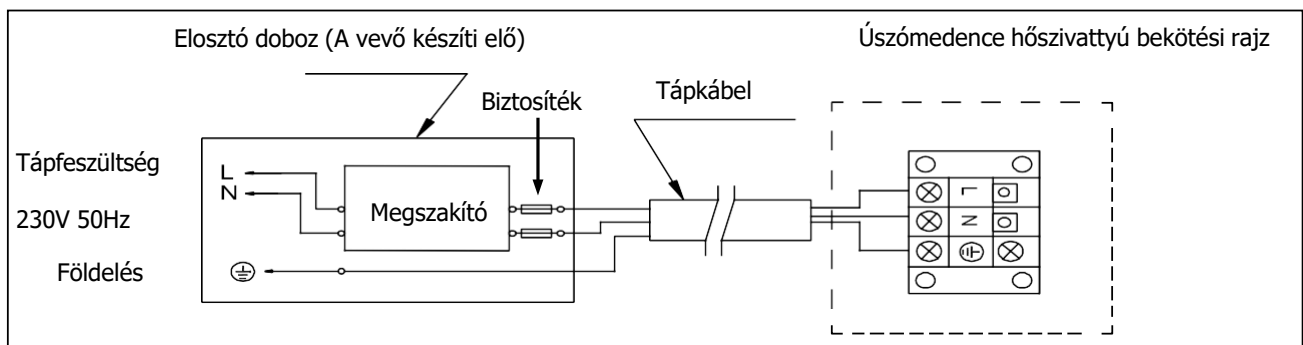 Elosztó doboz (A vevő készíti elő)
Úszómedence hőszivattyú bekötési rajz
Biztosíték
Tápkábel
Tápfeszültség
L
N
230V 50Hz
Megszakító
Földelés
L
N